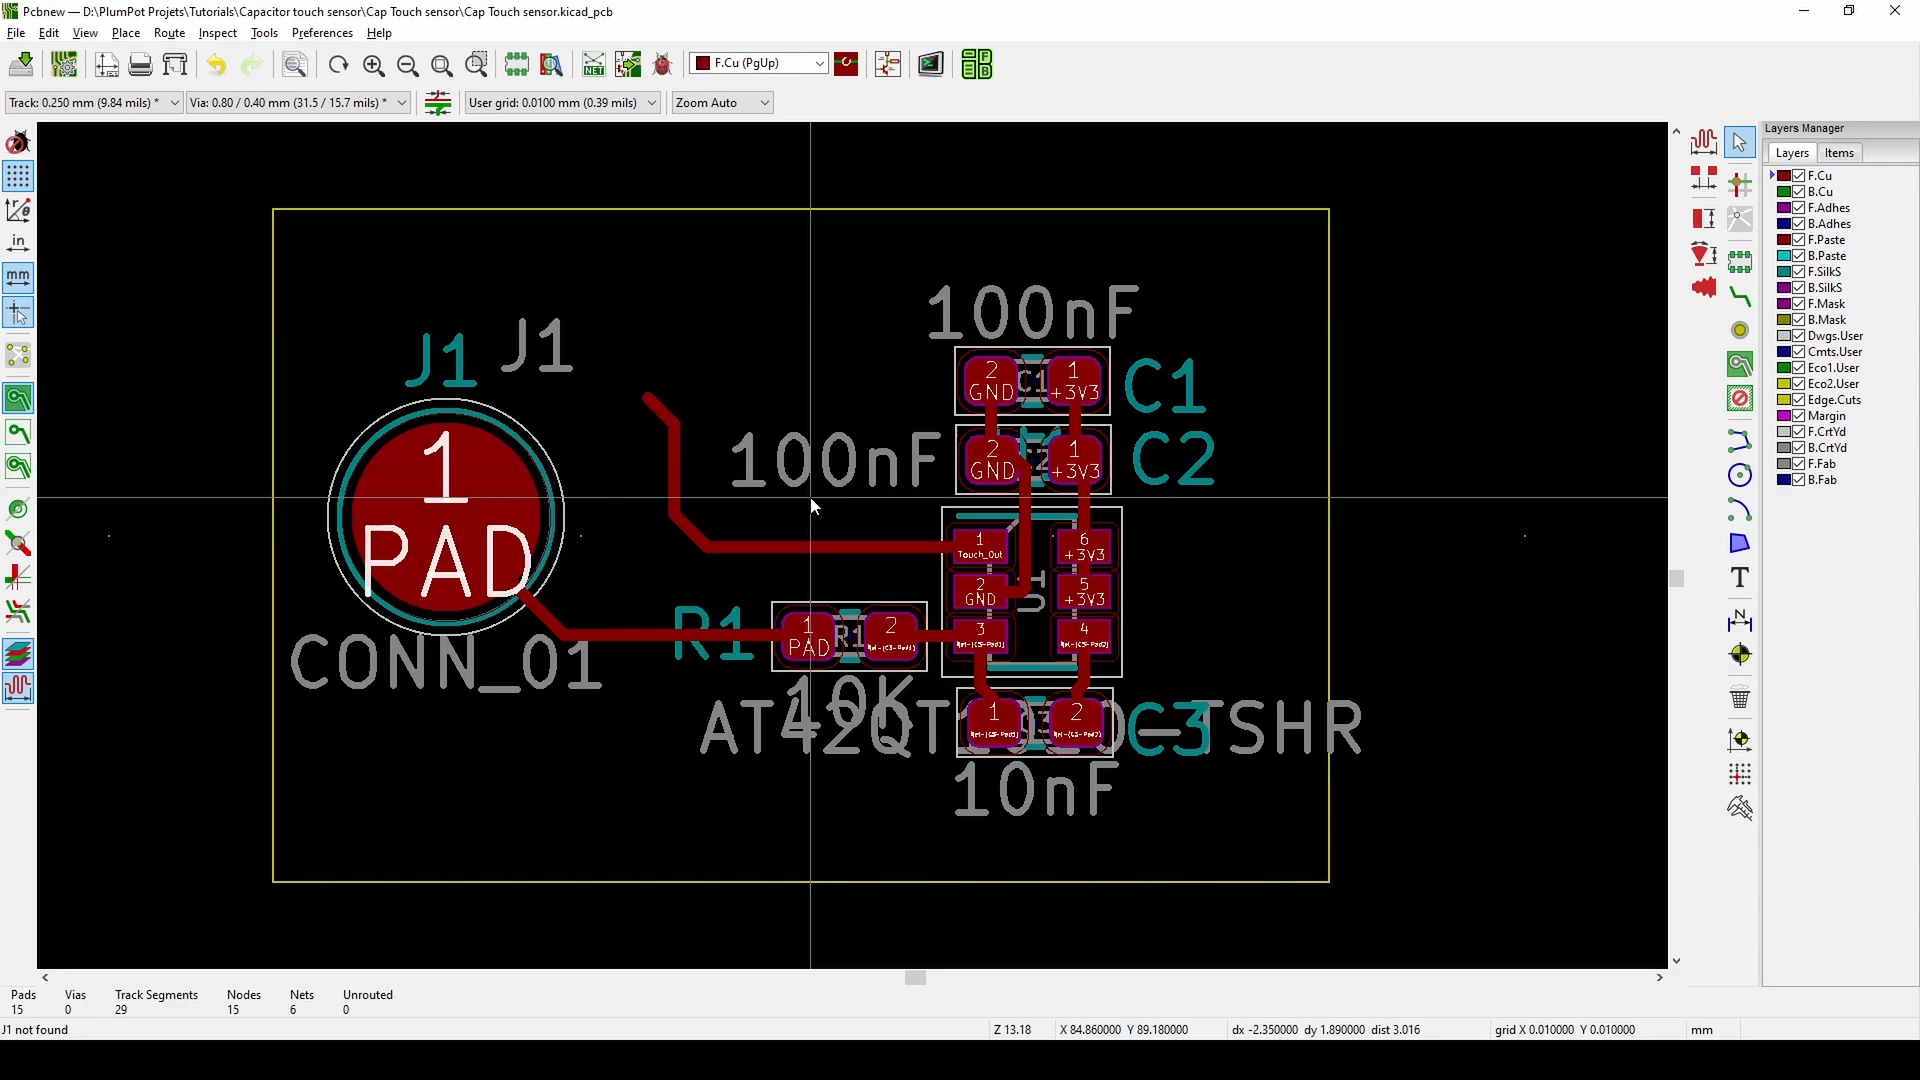 Pcbnew — D:\PlumPot Projets\Tutorials\Capacitor touch sensor\Cap Touch sensor\Cap Touch sensor.kicad_pcb
File Edit View Place Route Inspect Tools Preferences Help
NET
F.Cu (PgUp)
Track: 0.250 mm (9.84 mils) *
Via: 0.80 / 0.40 mm (31.5 / 15.7 mils) *
User grid: 0.0100 mm (0.39 mils)
Zoom Auto
in
mm
Layers Manager
Layers Items
F.Cu
B.Cu
F.Adhes
B.Adhes
F.Paste
B.Paste
F.SilkS
B.SilkS
F.Mask
B.Mask
Dwgs.User
Cmts.User
Eco1.User
Eco2.User
Edge.Cuts
Margin
F.CrtYd
B.CrtYd
F.Fab
B.Fab
100nF
J1 J1
2 GND C1 1 +3V3 C1
100nF
2 GND 1 +3V3 C2
1
PAD
1 Touch_Out 6 +3V3
2 GND U1 5 +3V3
3 4
R1 1 PAD R1 2
CONN_01
10K
1 2 C3
10nF
Pads Vias Track Segments Nodes Nets Unrouted
15 0 29 15 6 0
J1 not found
Z 13.18
X 84.860000 Y 89.180000
dx -2.350000 dy 1.890000 dist 3.016
grid X 0.010000 Y 0.010000
mm